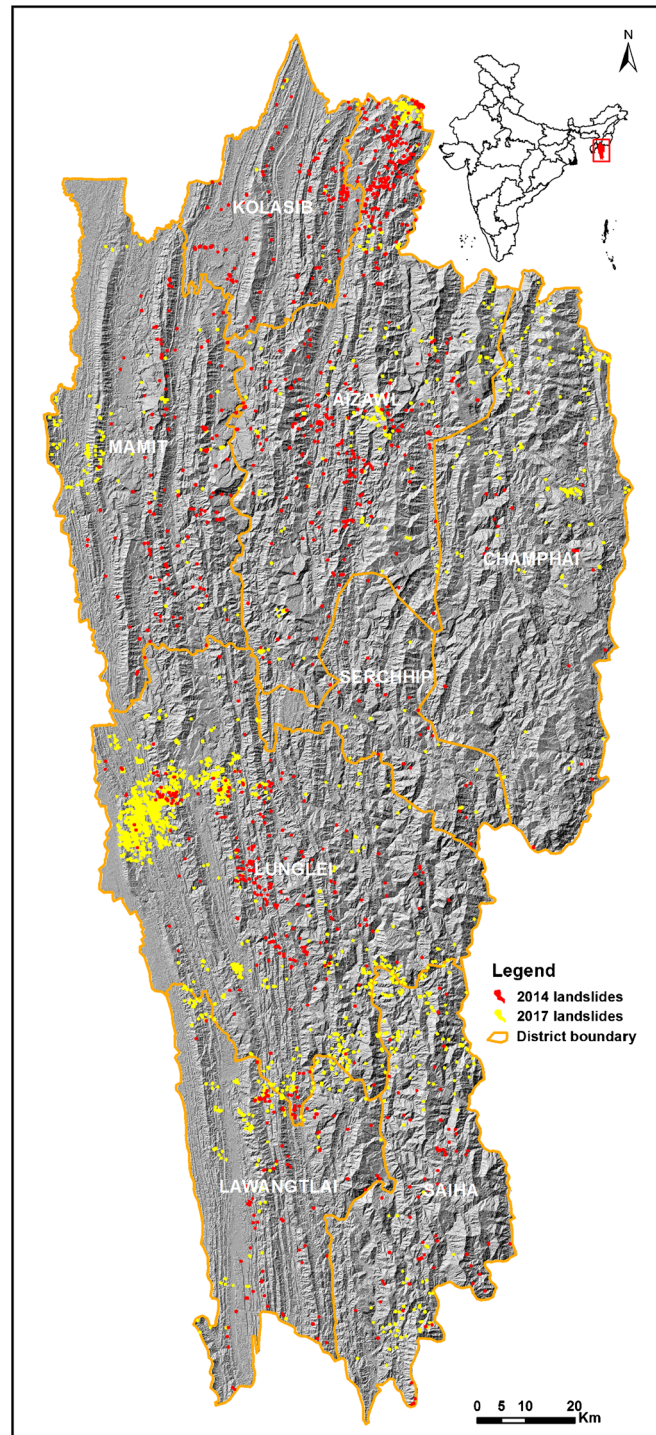 N
KOLASIB
AIZAWL
MAMIT
CHAMPHAI
SERCHHIP
LUNGLEI
Legend
2014 landslides
2017 landslides
District boundary
LAWANGTLAI
SAIHA
0 5 10 20
Km